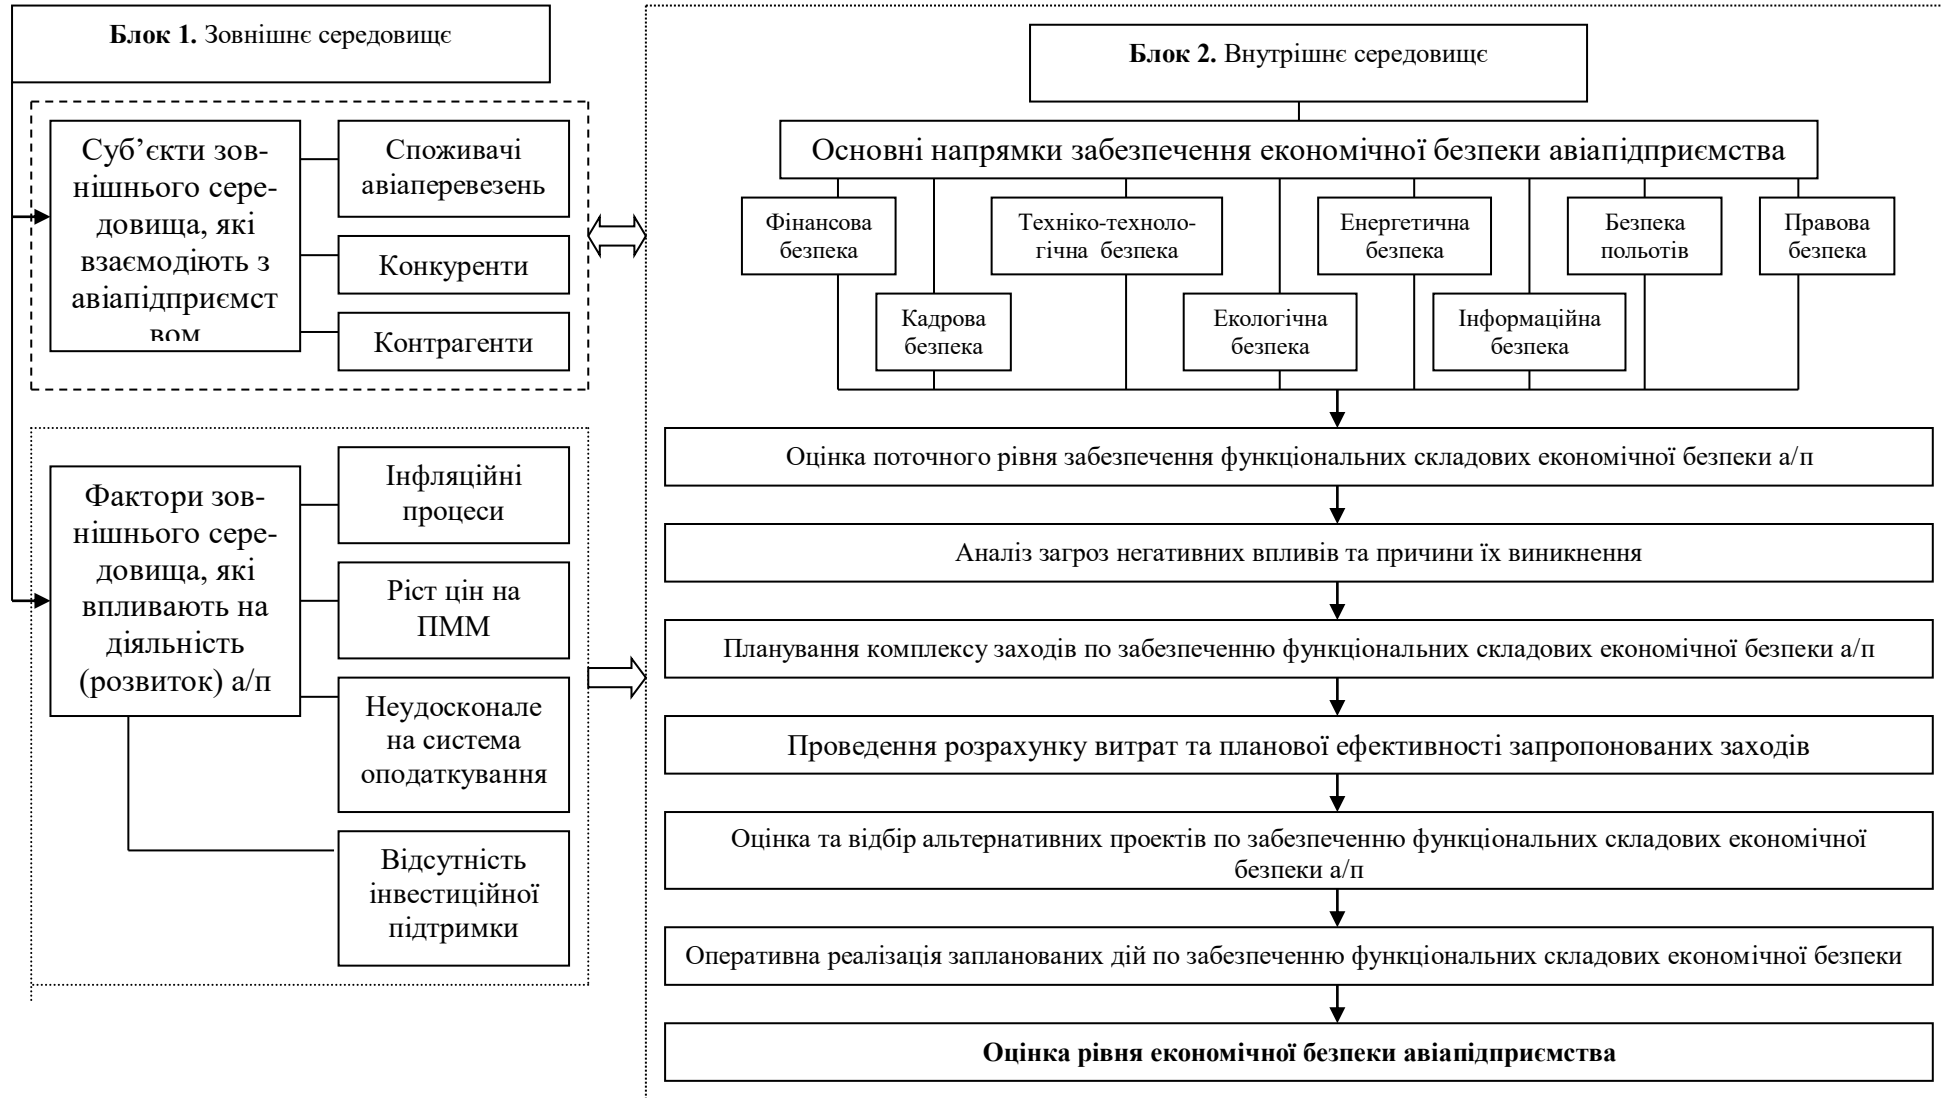 Блок 1. Зовнішнє середовищє
Суб’єкти зов-
нішнього сере-
довища, які
взаємодіють з
авіапідприємст
вом
Споживачі
авіаперевезень
Конкуренти
Контрагенти
Фактори зов-
нішнього сере-
довища, які
впливають на
діяльність
(розвиток) а/п
Інфляційні
процеси
Ріст цін на
ПММ
Неудосконале
на система
оподаткування
Відсутність
інвестиційної
підтримки
Блок 2. Внутрішнє середовищє
Основні напрямки забезпечення економічної безпеки авіапідприємства
Фінансова
безпека
Техніко-техноло-
гічна безпека
Енергетична
безпека
Безпека
польотів
Правова
безпека
Кадрова
безпека
Екологічна
безпека
Інформаційна
безпека
Оцінка поточного рівня забезпечення функціональних складових економічної безпеки а/п
Аналіз загроз негативних впливів та причини їх виникнення
Планування комплексу заходів по забезпеченню функціональних складових економічної безпеки а/п
Проведення розрахунку витрат та планової ефективності запропонованих заходів
Оцінка та відбір альтернативних проектів по забезпеченню функціональних складових економічної
безпеки а/п
Оперативна реалізація запланованих дій по забезпеченню функціональних складових економічної безпеки
Оцінка рівня економічної безпеки авіапідприємства